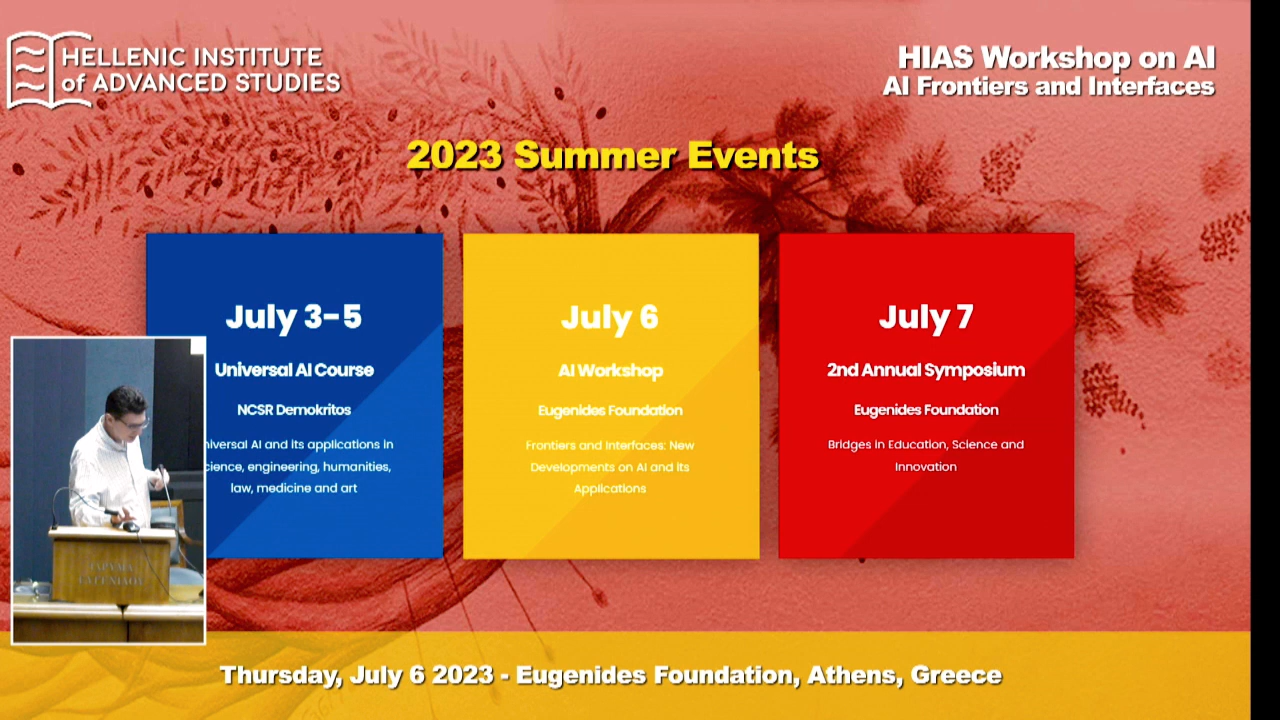 HELLENIC INSTITUTE
of ADVANCED STUDIES
HIAS Workshop on AI
AI Frontiers and Interfaces
2023 Summer Events
July 3-5
Universal AI Course
NCSR Demokritos
niversal AI and its applications in
cience, engineering, humanities,
law, medicine and art
July 6
AI Workshop
Eugenides Foundation
Frontiers and Interfaces: New
Developments on AI and its
Applications
July 7
2nd Annual Symposium
Eugenides Foundation
Bridges in Education, Science and
Innovation
ΙΔΡΥΜΑ
ΕΥΓΕΝΙΔΟΥ
Thursday, July 6 2023 - Eugenides Foundation, Athens, Greece